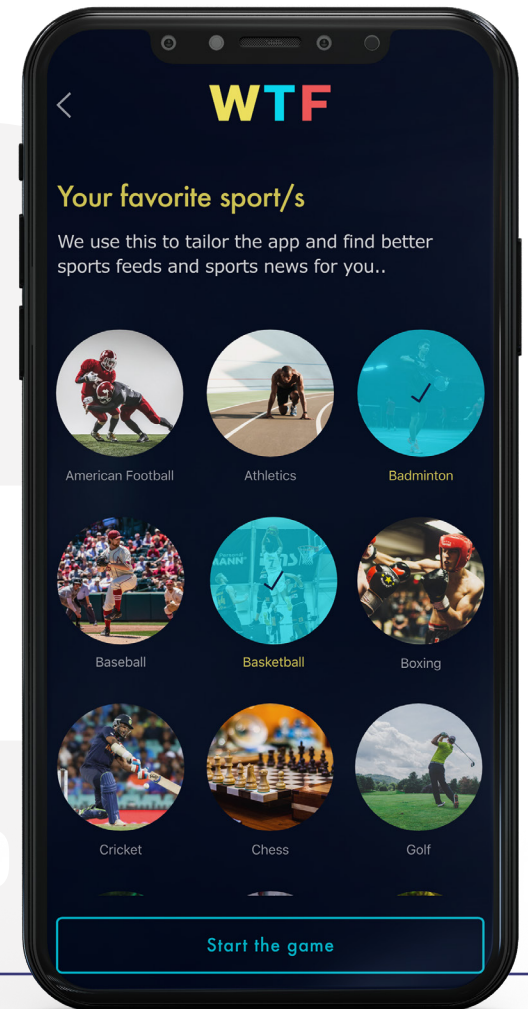 WTF
Your favorite sport/s
We use this to tailor the app and find better
sports feeds and sports news for you..
American Football
Athletics
Badminton
Baseball
Basketball
Boxing
Cricket
Chess
Golf
Start the game